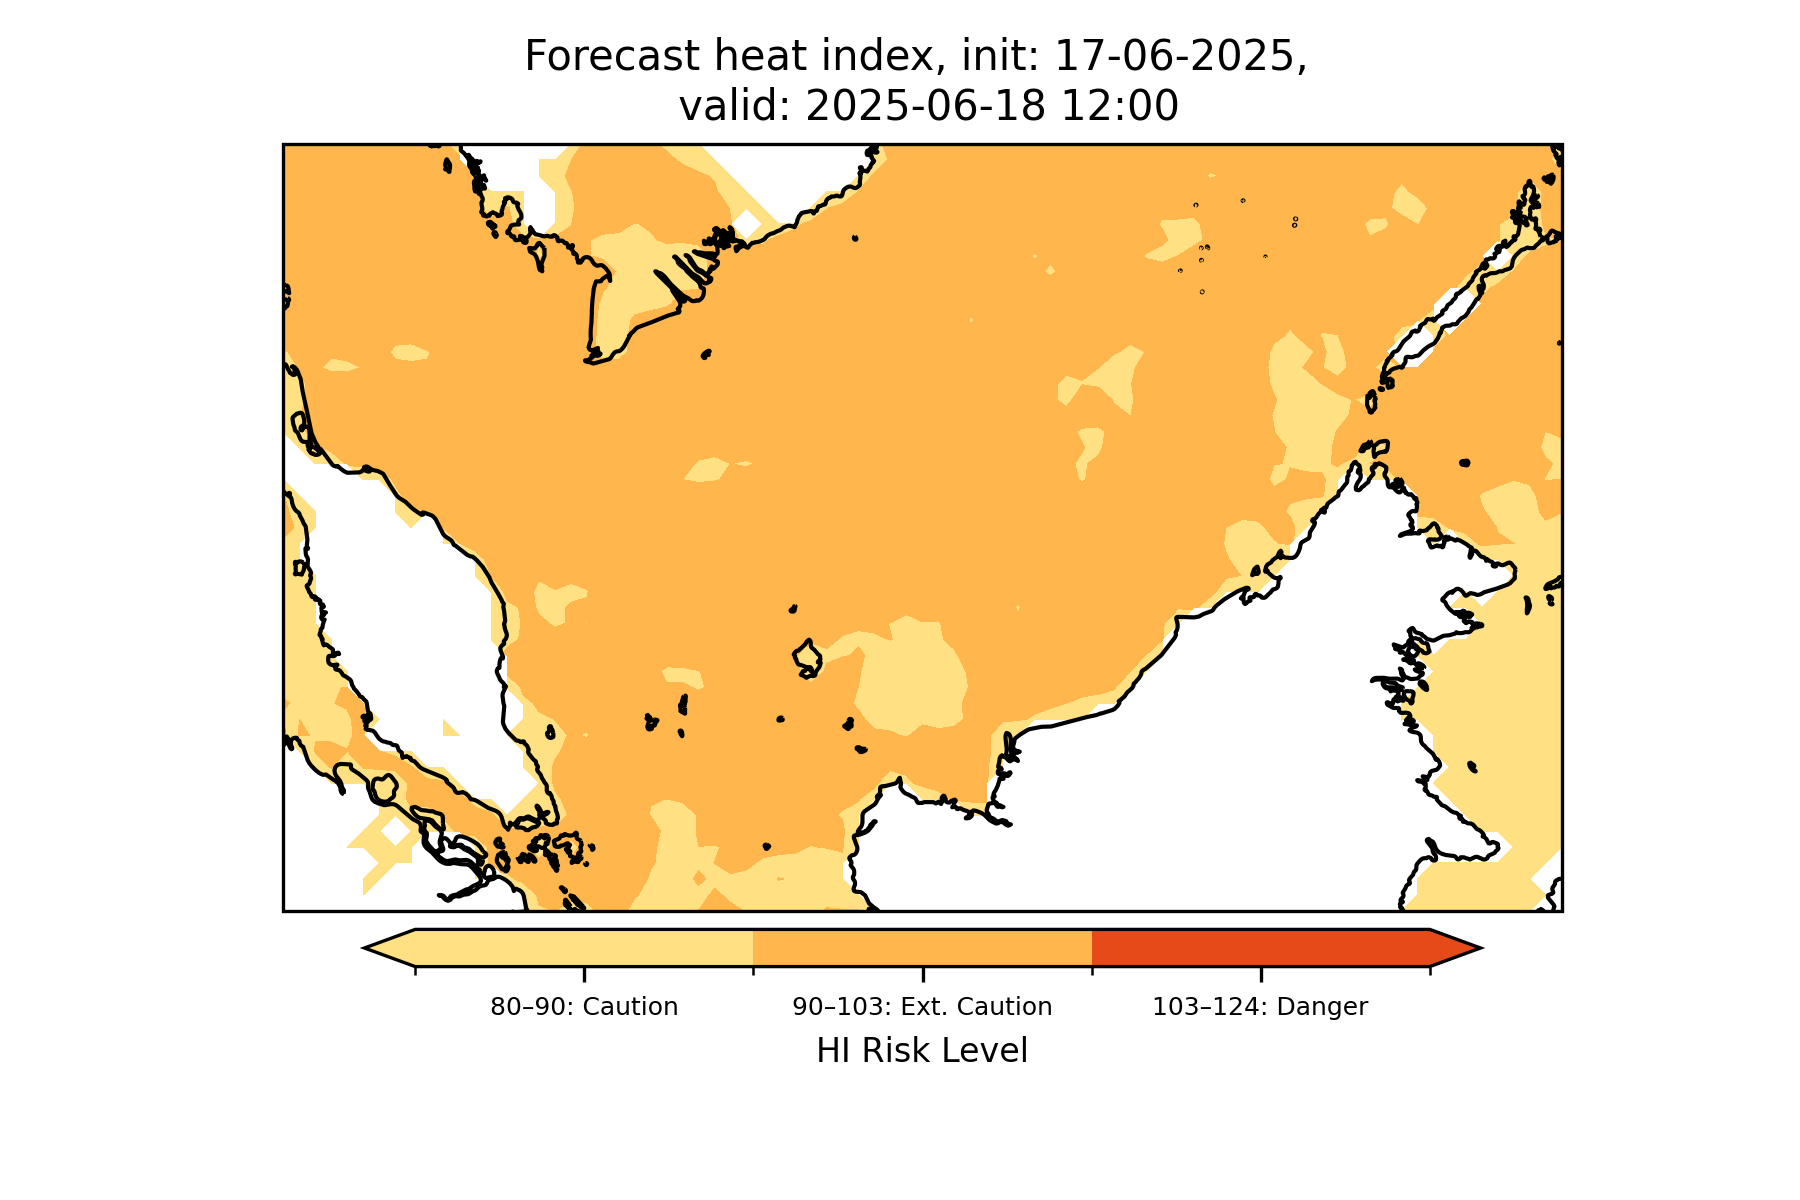 Forecast heat index, init: 17-06-2025,
valid: 2025-06-18 12:00
80–90: Caution
90–103: Ext. Caution
103–124: Danger
HI Risk Level